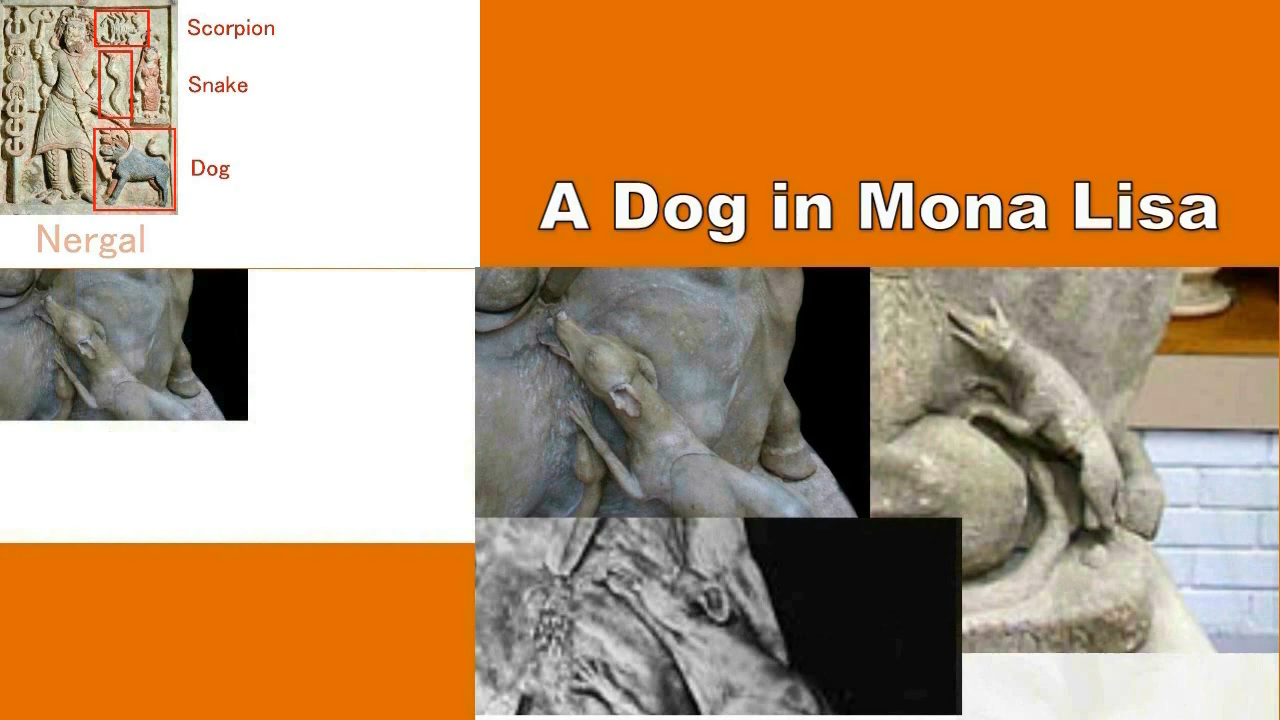 Scorpion
Snake
Dog
Nergal
A Dog in Mona Lisa